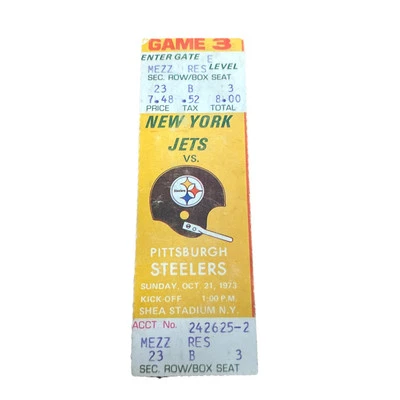 GAME 3
ENTER GATE E
MEZZ RES LEVEL
SEC. ROW/BOX SEAT
23 B 3
7.48 .52 8.00
PRICE TAX TOTAL
NEW YORK
JETS
VS.
Steelers
PITTSBURGH
STEELERS
SUNDAY, OCT 21, 1973
KICK-OFF 1:00 P.M.
SHEA STADIUM N.Y.
ACCT No. 242625-2
MEZZ RES
23 B 3
SEC. ROW/BOX SEAT